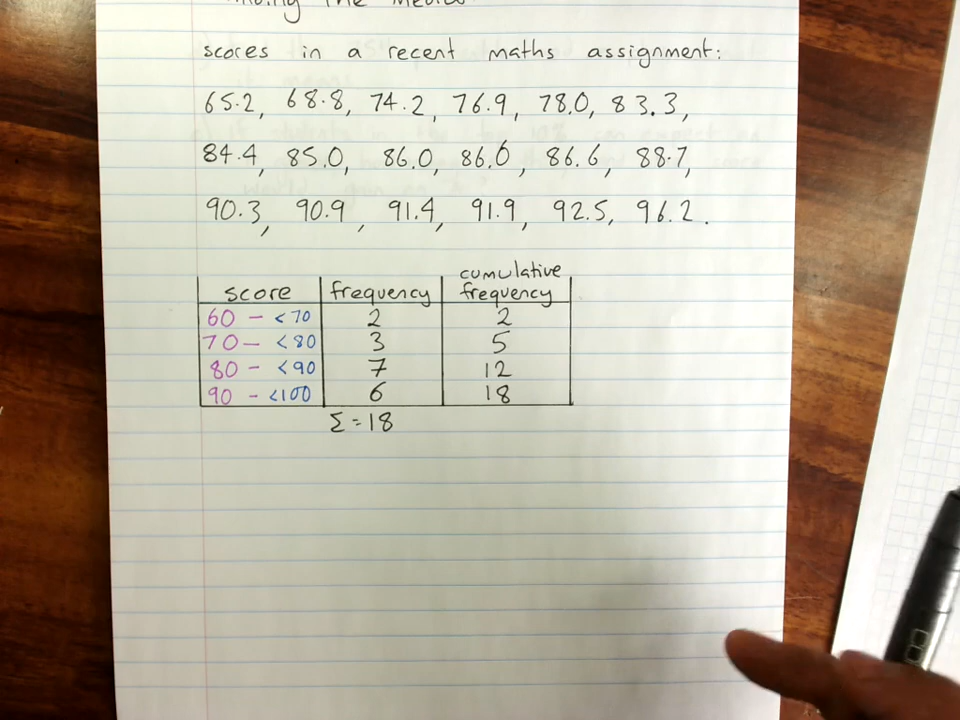 the
scores in a recent maths assignment:
65.2, 68.8, 74.2, 76.9, 78.0, 83.3,
84.4, 85.0, 86.0, 86.0, 86.6, 88.7,
90.3, 90.9, 91.4, 91.9, 92.5, 96.2.
score frequency cumulative frequency
60 - <70 2 2
70 - <80 3 5
80 - <90 7 12
90 - <100 6 18
Σ = 18